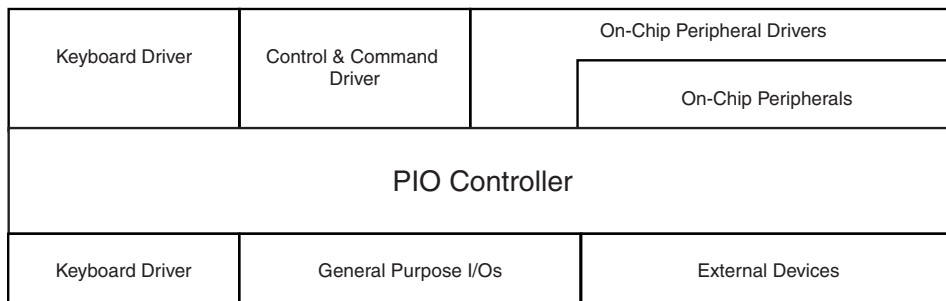 On-Chip Peripheral Drivers
Keyboard Driver
Control & Command
Driver
On-Chip Peripherals
PIO Controller
Keyboard Driver
General Purpose I/Os
External Devices